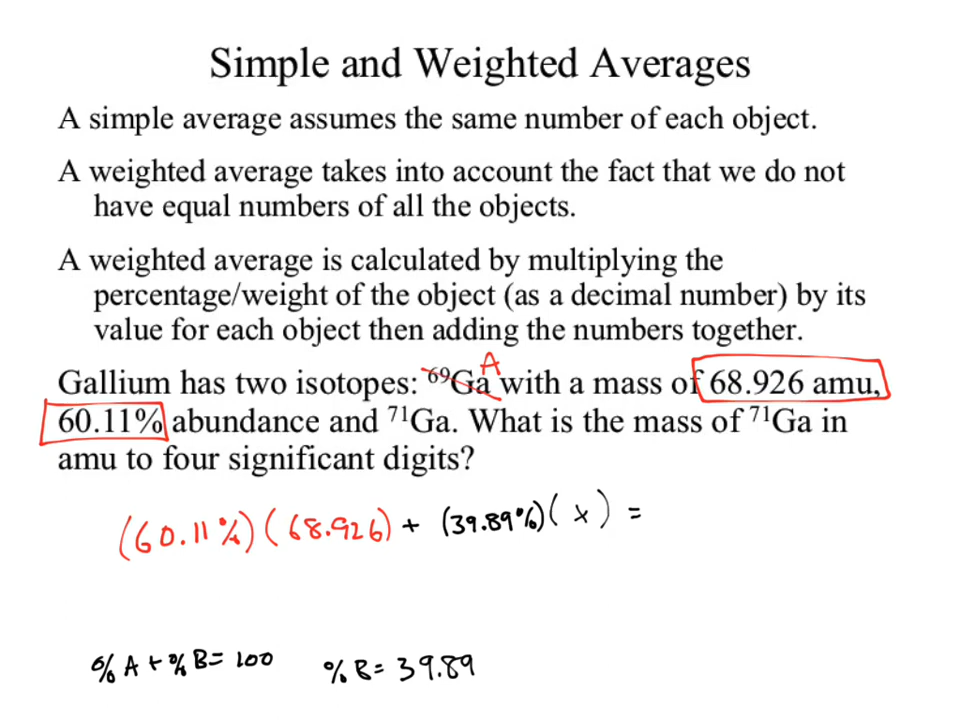 Simple and Weighted Averages
A simple average assumes the same number of each object.
A weighted average takes into account the fact that we do not
have equal numbers of all the objects.
A weighted average is calculated by multiplying the
percentage/weight of the object (as a decimal number) by its
value for each object then adding the numbers together.
A
Gallium has two isotopes: ⁶⁹Ga with a mass of 68.926 amu,
60.11% abundance and ⁷¹Ga. What is the mass of ⁷¹Ga in
amu to four significant digits?
(60.11%)(68.926) + (39.89%)(x) =
% A + % B = 100 % B = 39.89